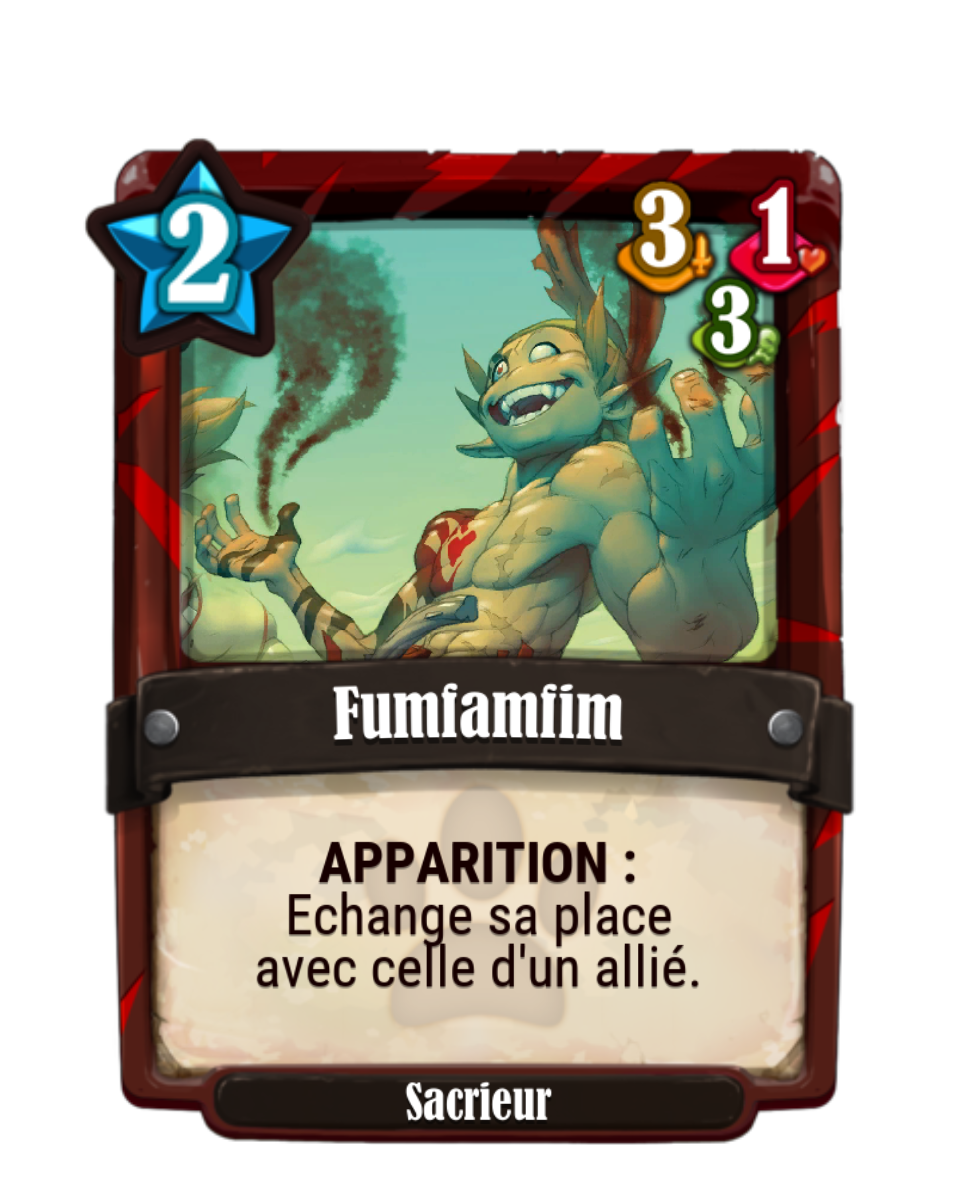 2
3
1
3
Fumfamfim
APPARITION :
Echange sa place
avec celle d'un allié.
Sacrieur